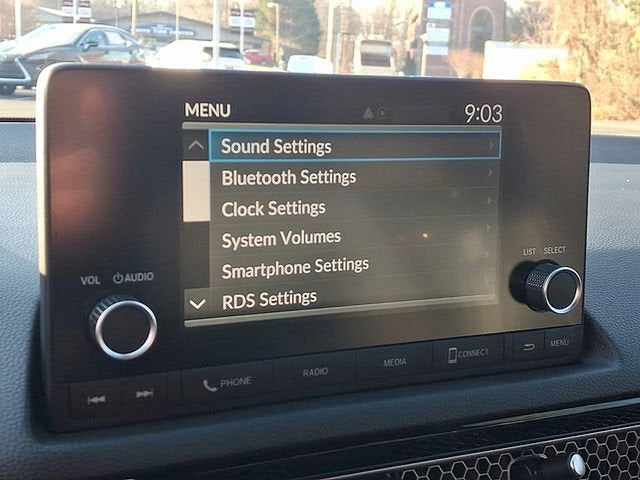 MENU
9:03
Sound Settings
Bluetooth Settings
Clock Settings
System Volumes
Smartphone Settings
RDS Settings
VOL AUDIO
LIST SELECT
PHONE RADIO MEDIA CONNECT MENU